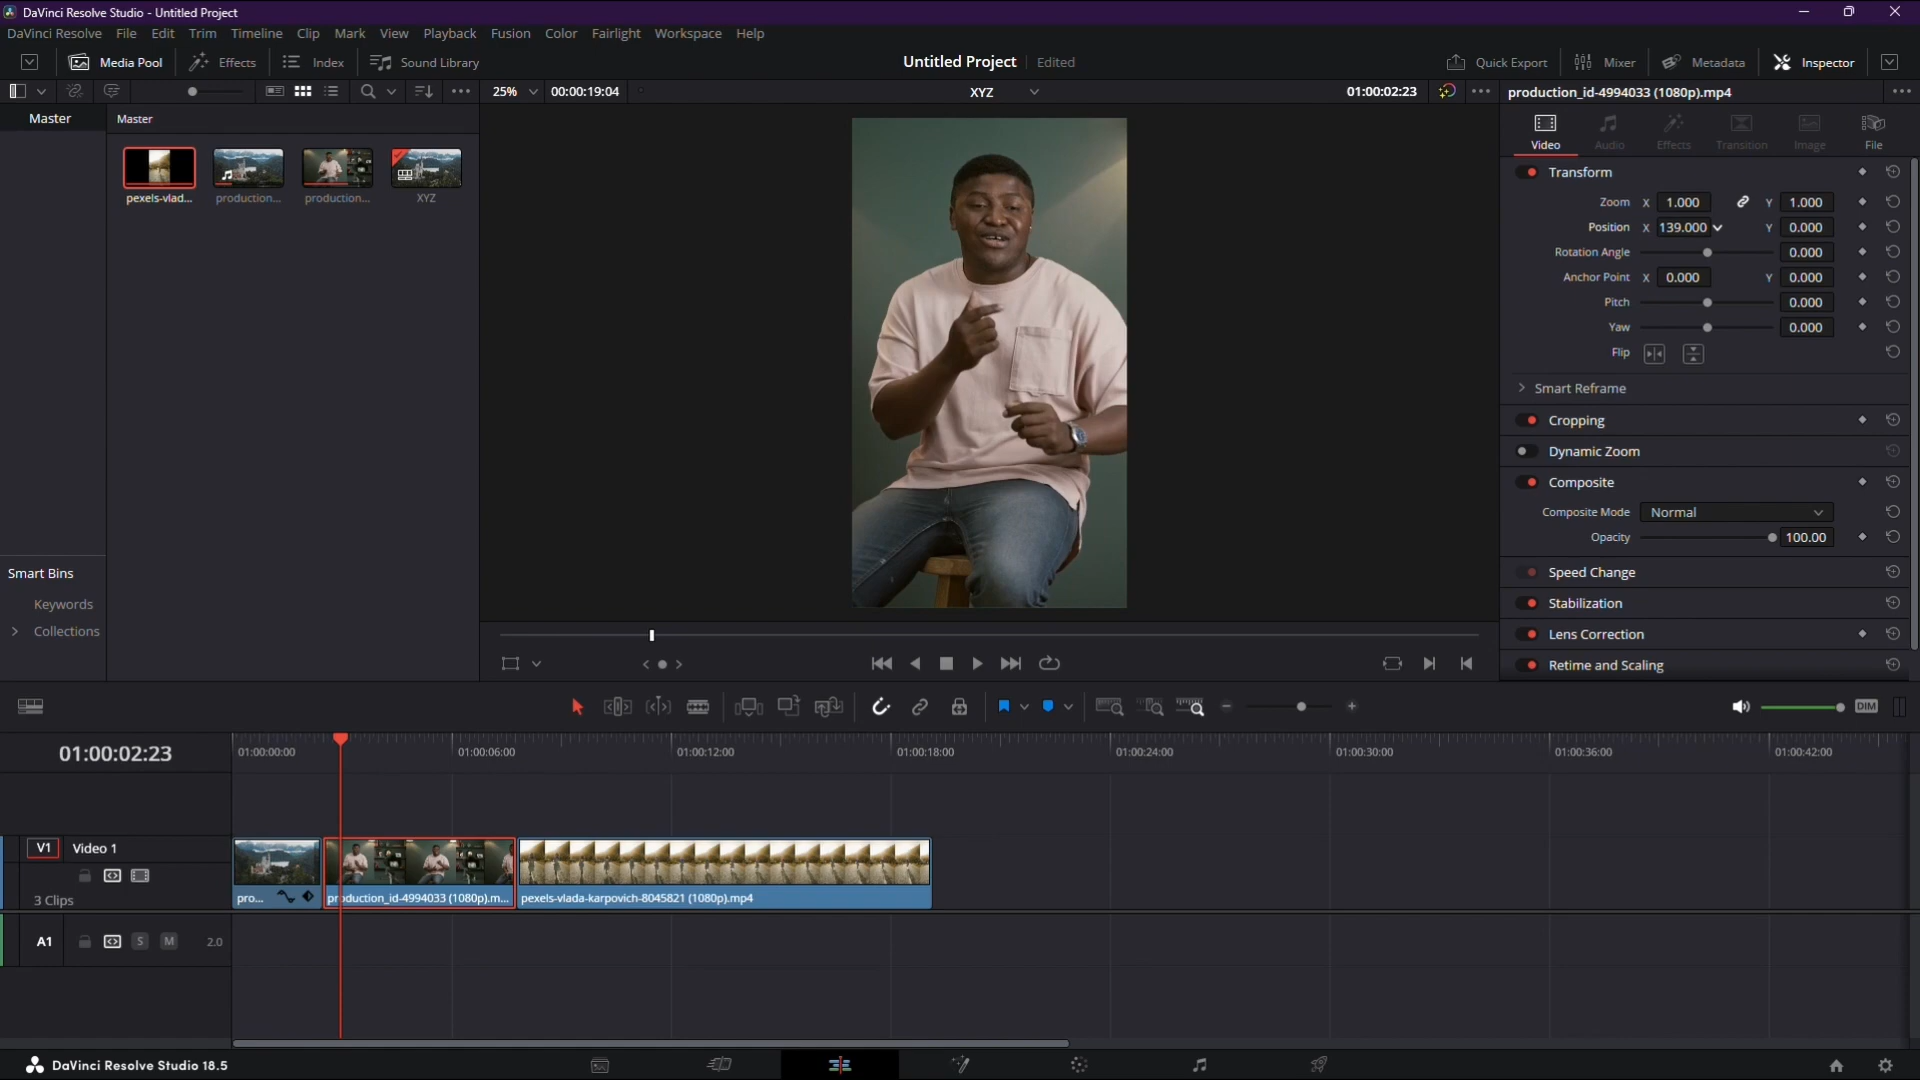 DaVinci Resolve Studio - Untitled Project
DaVinci Resolve File Edit Trim Timeline Clip Mark View Playback Fusion Color Fairlight Workspace Help
Media Pool Effects Index Sound Library Untitled Project Edited Quick Export Mixer Metadata Inspector
25% 00:00:19:04 XYZ 01:00:02:23 production_id-4994033 (1080p).mp4
Master Master
Video Audio Effects Transition Image File
pexels-vlad... production... production... XYZ
Transform
Zoom X 1.000 Y 1.000
Position X 139.000 Y 0.000
Rotation Angle 0.000
Anchor Point X 0.000 Y 0.000
Pitch 0.000
Yaw 0.000
Flip
Smart Reframe
Cropping
Dynamic Zoom
Composite
Composite Mode Normal
Opacity 100.00
Speed Change
Stabilization
Lens Correction
Retime and Scaling
Smart Bins
Keywords
Collections
DIM
01:00:02:23 01:00:00:00 01:00:06:00 01:00:12:00 01:00:18:00 01:00:24:00 01:00:30:00 01:00:36:00 01:00:42:00
V1 Video 1
3 Clips
pro... production_id-4994033 (1080p).m... pexels-vlada-karpovich-8045821 (1080p).mp4
A1 S M 2.0
DaVinci Resolve Studio 18.5